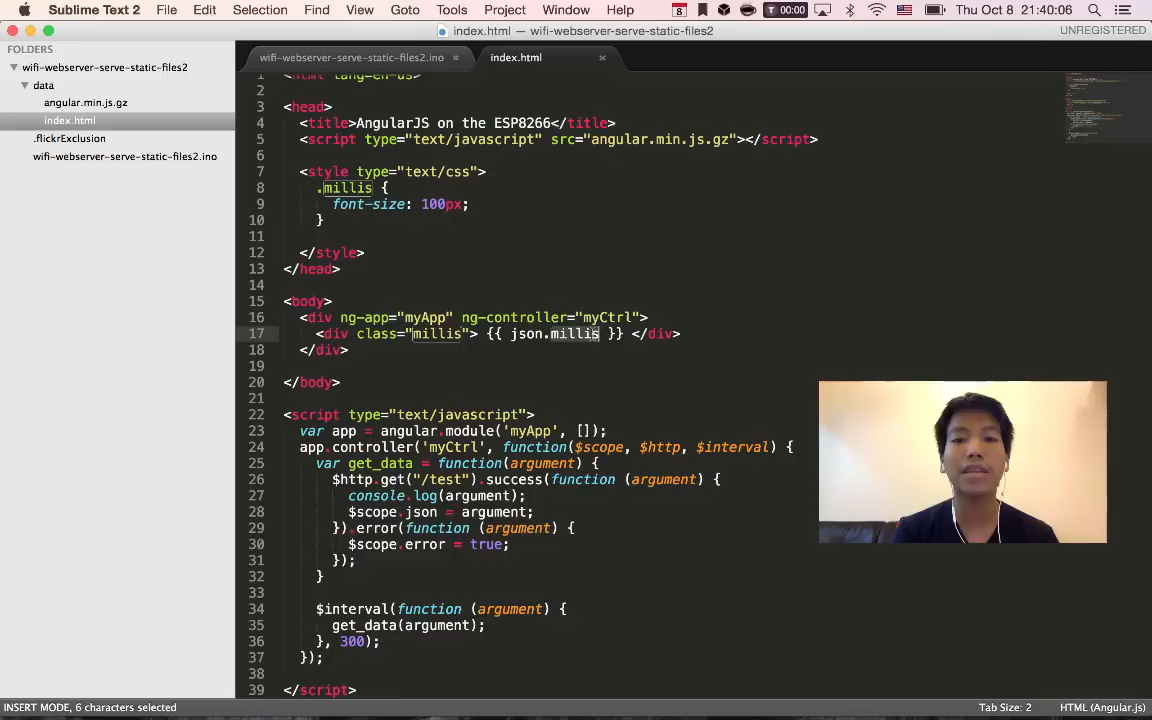 Sublime Text 2 File Edit Selection Find View Goto Tools Project Window Help 8 T 00:00 Thu Oct 8 21:40:06
index.html — wifi-webserver-serve-static-files2 UNREGISTERED
FOLDERS
wifi-webserver-serve-static-files2
data
angular.min.js.gz
index.html
.flickrExclusion
wifi-webserver-serve-static-files2.ino
wifi-webserver-serve-static-files2.ino × index.html ×
1 <html lang=en-us>
2
3 <head>
4 <title>AngularJS on the ESP8266</title>
5 <script type="text/javascript" src="angular.min.js.gz"></script>
6
7 <style type="text/css">
8 .millis {
9 font-size: 100px;
10 }
11
12 </style>
13 </head>
14
15 <body>
16 <div ng-app="myApp" ng-controller="myCtrl">
17 <div class="millis"> {{ json.millis }} </div>
18 </div>
19
20 </body>
21
22 <script type="text/javascript">
23 var app = angular.module('myApp', []);
24 app.controller('myCtrl', function($scope, $http, $interval) {
25 var get_data = function(argument) {
26 $http.get("/test").success(function (argument) {
27 console.log(argument);
28 $scope.json = argument;
29 }).error(function (argument) {
30 $scope.error = true;
31 });
32 }
33
34 $interval(function (argument) {
35 get_data(argument);
36 }, 300);
37 });
38
39 </script>
INSERT MODE, 6 characters selected Tab Size: 2 HTML (Angular.js)